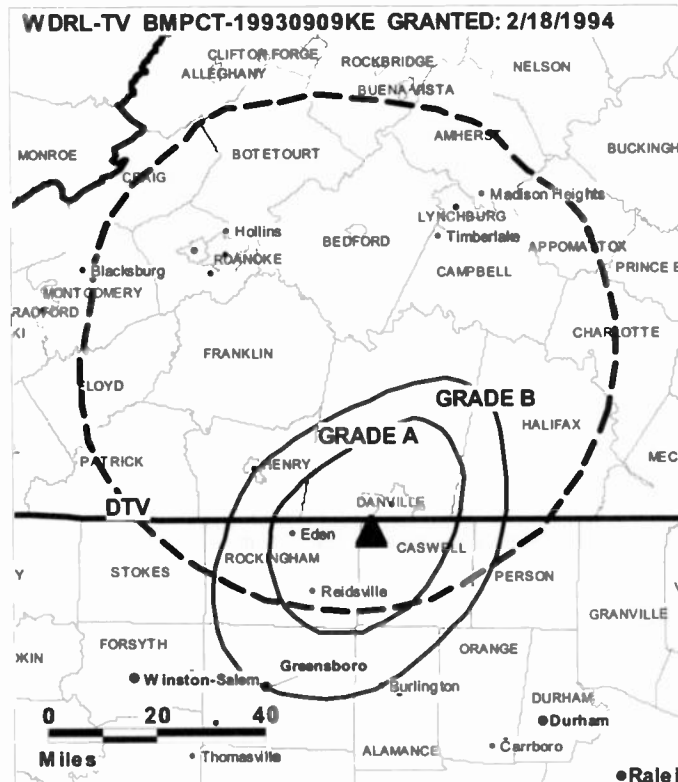 WDRL-TV BMPCT-19930909KE GRANTED: 2/18/1994
CLIFTON FORGE
ROCKBRIDGE
NELSON
ALLEGHANY
BUENA VISTA
AMHERST
BUCKINGH
MONROE
BOTETOURT
CRAIG
Madison Heights
LYNCHBURG
Hollins
BEDFORD
Timberlake
APPOMATTOX
ROANOKE
Blacksburg
CAMPBELL
PRINCE E
MONTGOMERY
RADFORD
KI
CHARLOTTE
FRANKLIN
FLOYD
GRADE B
HALIFAX
GRADE A
PATRICK
HENRY
MEC
DANVILLE
DTV
Eden
CASWELL
ROCKINGHAM
STOKES
Y
PERSON
Reidsville
GRANVILLE
FORSYTH
ORANGE
OKIN
Greensboro
Winston-Salem
Burlington
DURHAM
0 20 40
Durham
Miles
Thomasville
ALAMANCE
Carrboro
Ralei